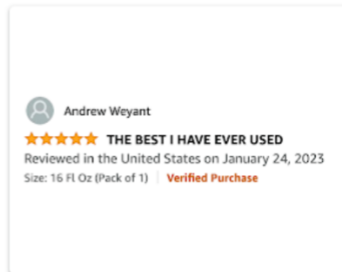 Andrew Weyant
THE BEST I HAVE EVER USED
Reviewed in the United States on January 24, 2023
Size: 16 Fl Oz (Pack of 1) | Verified Purchase